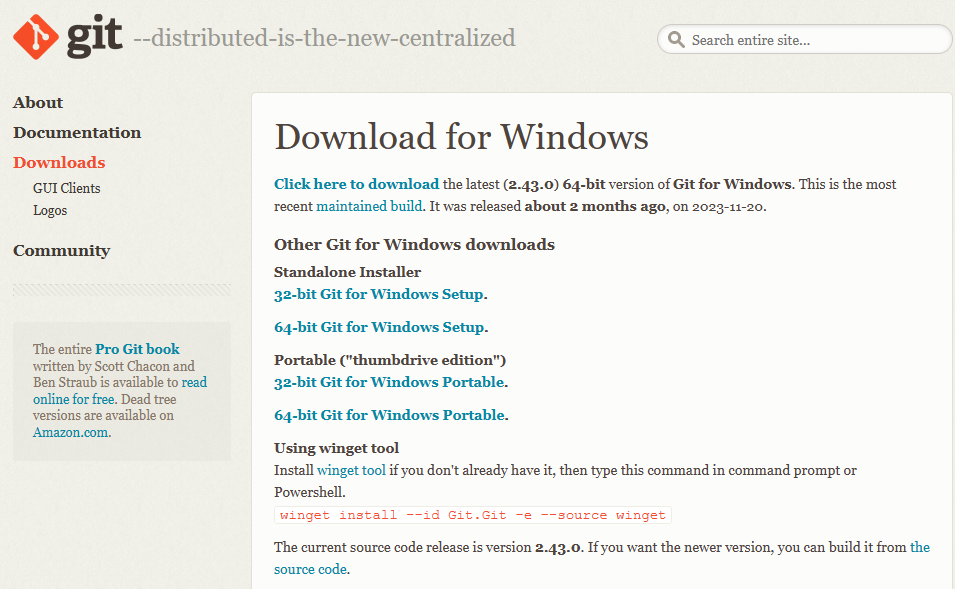 git --distributed-is-the-new-centralized
Search entire site...
About
Documentation
Downloads
GUI Clients
Logos
Community
The entire Pro Git book
written by Scott Chacon and
Ben Straub is available to read
online for free. Dead tree
versions are available on
Amazon.com.
Download for Windows
Click here to download the latest (2.43.0) 64-bit version of Git for Windows. This is the most
recent maintained build. It was released about 2 months ago, on 2023-11-20.
Other Git for Windows downloads
Standalone Installer
32-bit Git for Windows Setup.
64-bit Git for Windows Setup.
Portable ("thumbdrive edition")
32-bit Git for Windows Portable.
64-bit Git for Windows Portable.
Using winget tool
Install winget tool if you don't already have it, then type this command in command prompt or
Powershell.
winget install --id Git.Git -e --source winget
The current source code release is version 2.43.0. If you want the newer version, you can build it from the
source code.